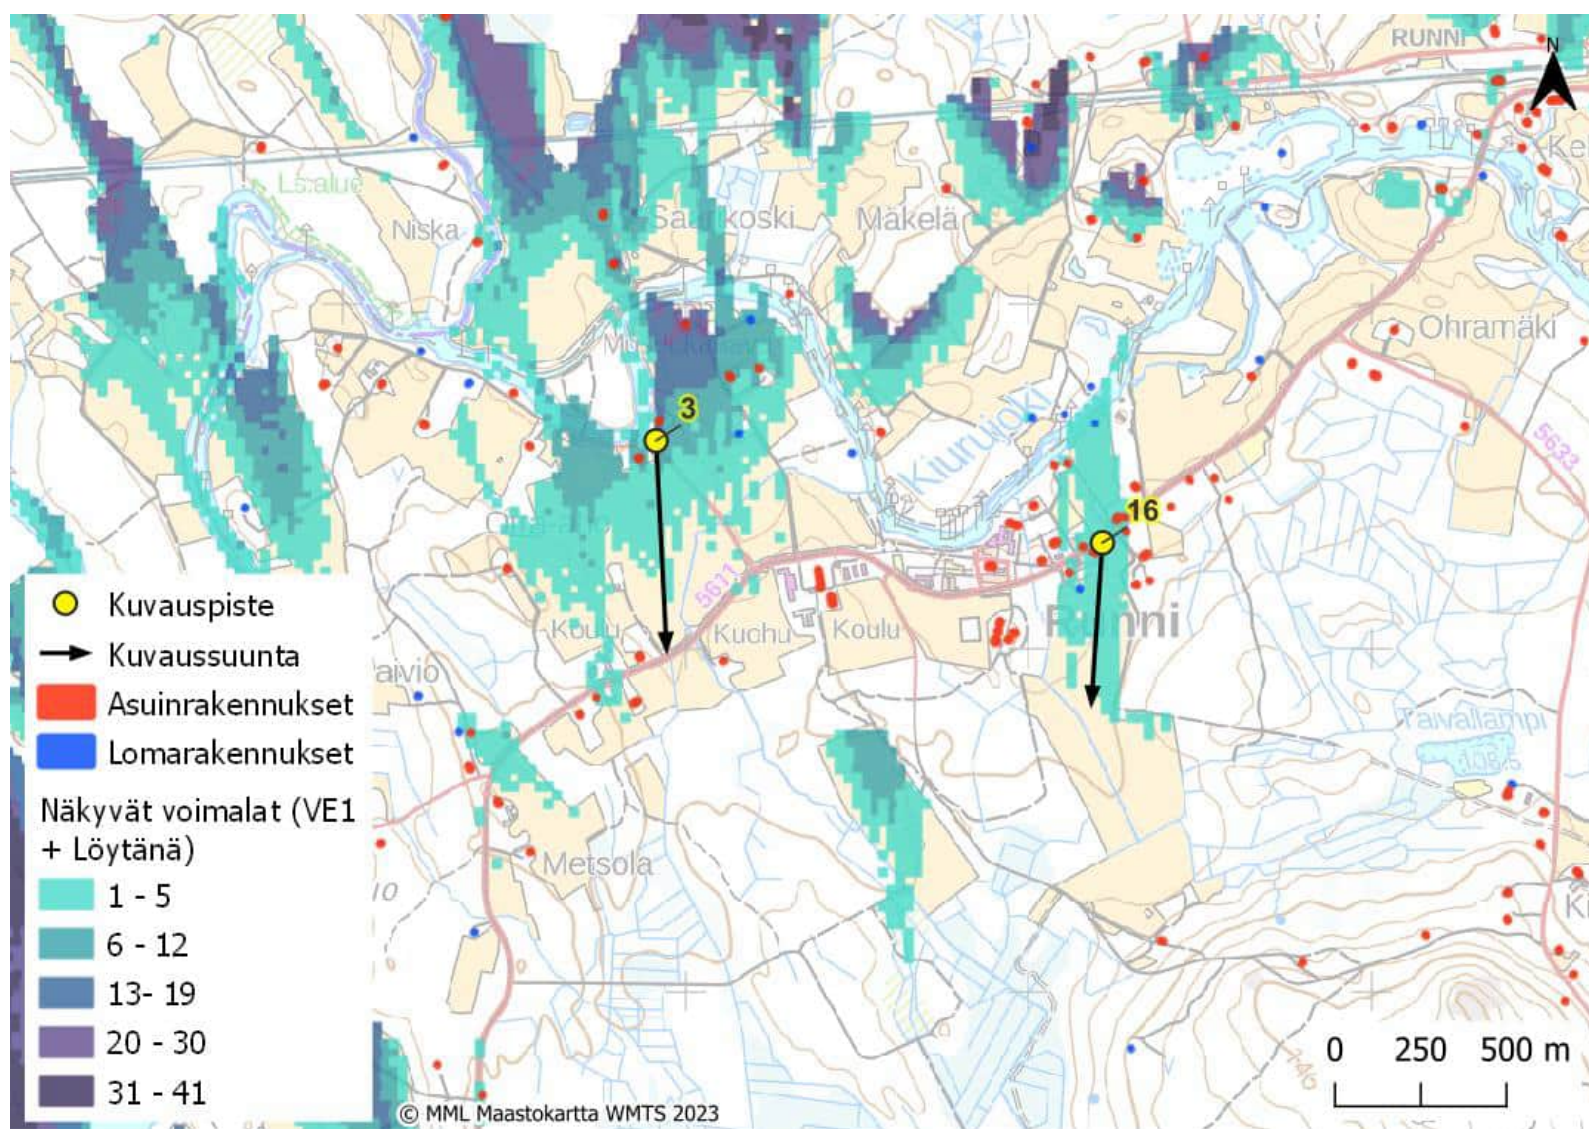 RUNNI
N
Ls.alue
Niska
Saarikoski
Mäkelä
Ohramäki
3
Kiurujoki
5633
16
5611
Runni
Koulu
Kuchu
Koulu
aivio
Taivallampi
Metsola
Kuvauspiste
Kuvaussuunta
Asuinrakennukset
Lomarakennukset
Näkyvät voimalat (VE1
+ Löytänä)
1 - 5
6 - 12
13- 19
20 - 30
31 - 41
0 250 500 m
© MML Maastokartta WMTS 2023